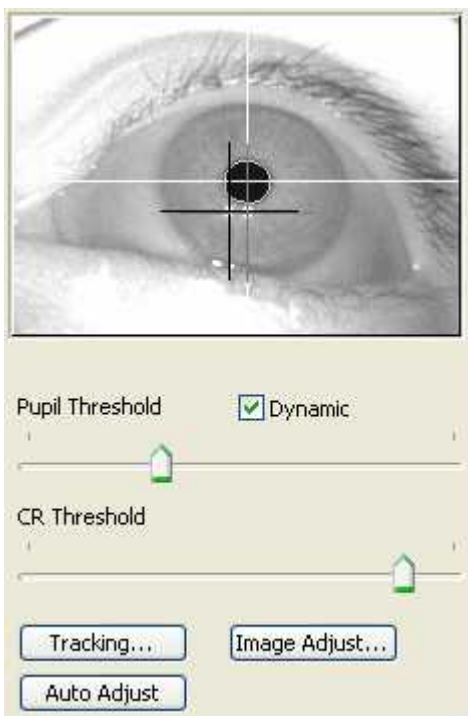 Pupil Threshold Dynamic
CR Threshold
Tracking... Image Adjust...
Auto Adjust